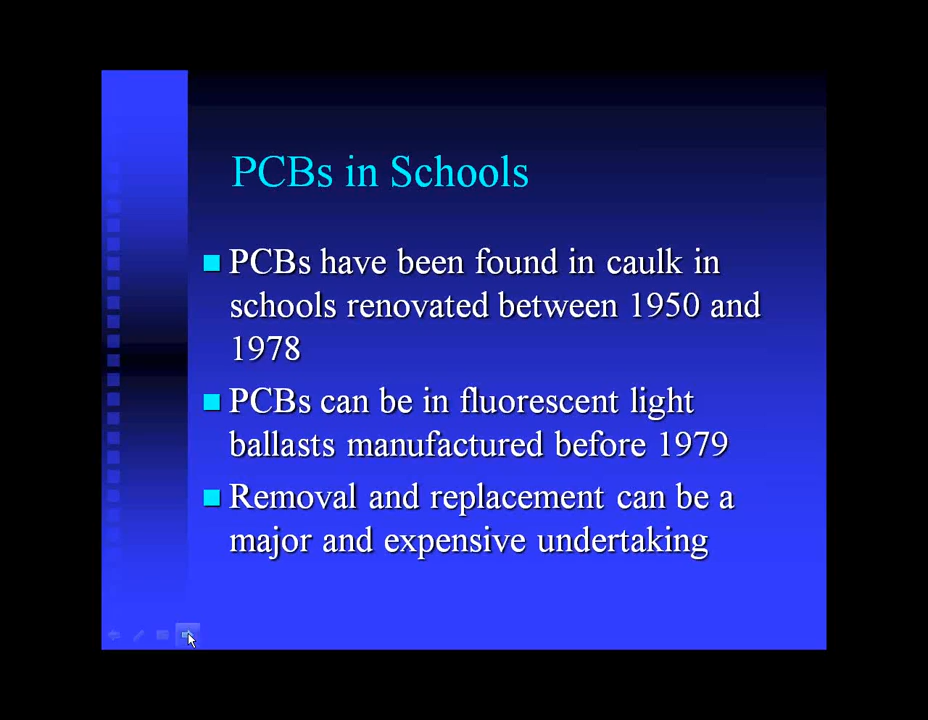 PCBs in Schools
PCBs have been found in caulk in
schools renovated between 1950 and
1978
PCBs can be in fluorescent light
ballasts manufactured before 1979
Removal and replacement can be a
major and expensive undertaking